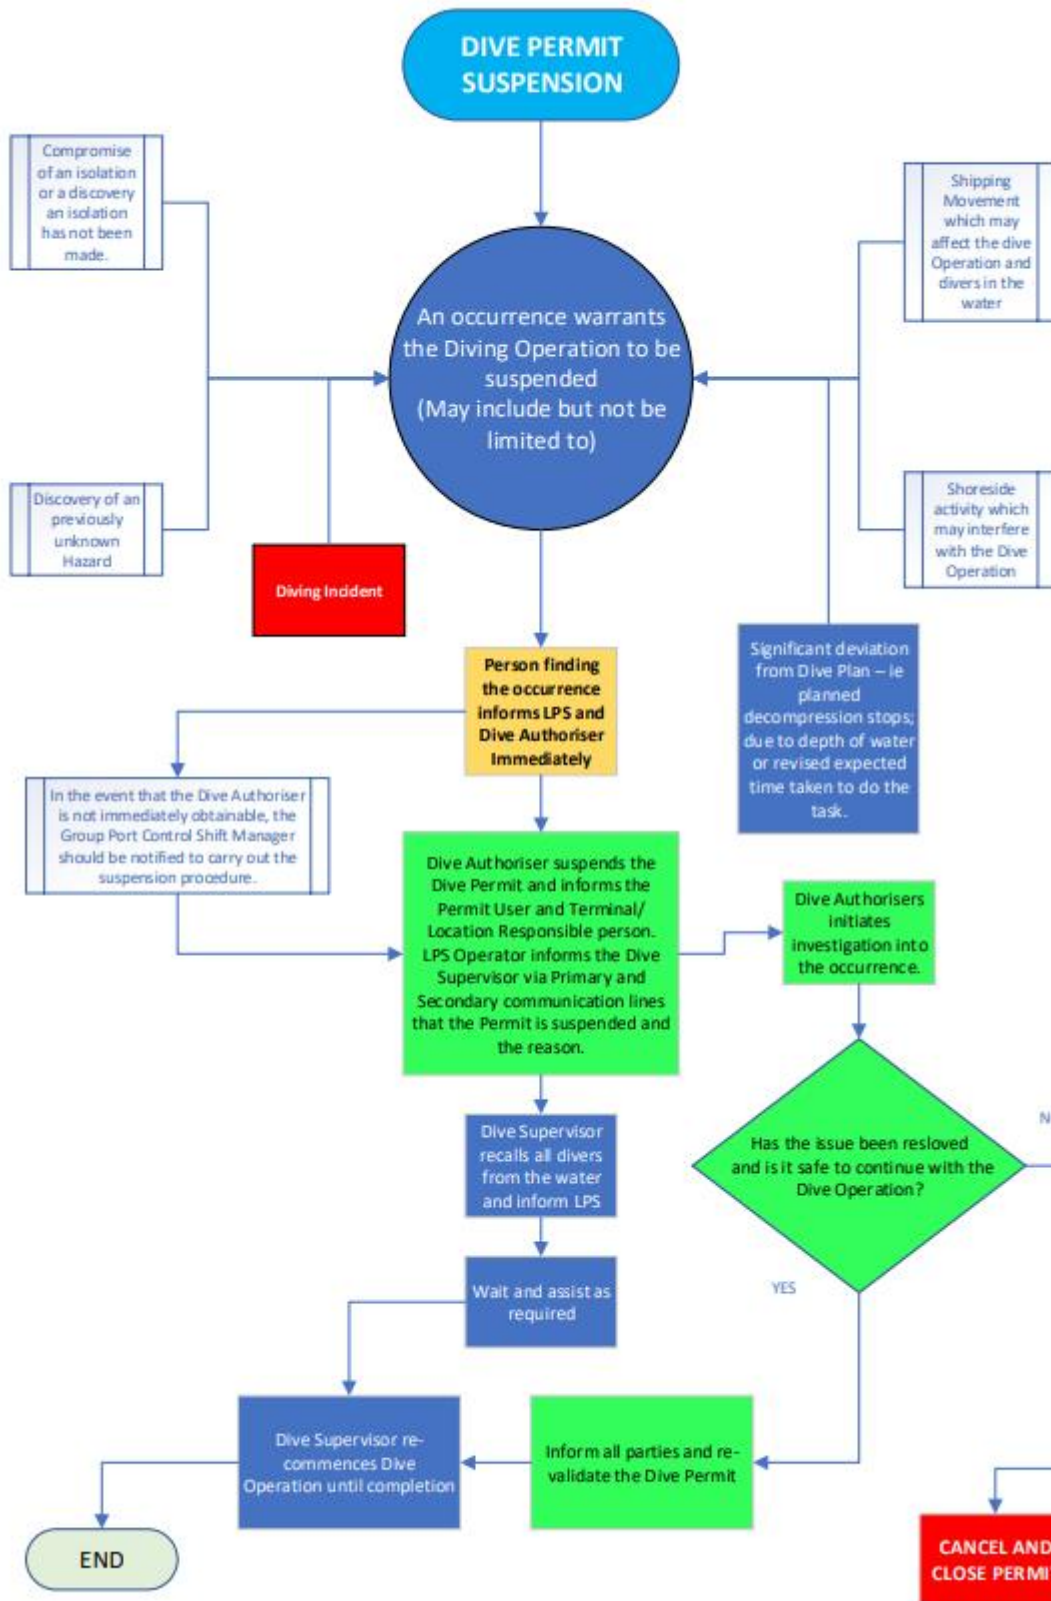 DIVE PERMIT
SUSPENSION
Compromise
of an isolation
or a discovery
an isolation
has not been
made.
Shipping
Movement
which may
affect the dive
Operation and
divers in the
water
An occurrence warrants
the Diving Operation to be
suspended
(May include but not be
limited to)
Discovery of an
previously
unknown
Hazard
Shoreside
activity which
may interfere
with the Dive
Operation
Diving Incident
Person finding
the occurrence
informs LPS and
Dive Authoriser
Immediately
Significant deviation
from Dive Plan – ie
planned
decompression stops;
due to depth of water
or revised expected
time taken to do the
task.
In the event that the Dive Authoriser
is not immediately obtainable, the
Group Port Control Shift Manager
should be notified to carry out the
suspension procedure.
Dive Authoriser suspends the
Dive Permit and informs the
Permit User and Terminal/
Location Responsible person.
LPS Operator informs the Dive
Supervisor via Primary and
Secondary communication lines
that the Permit is suspended and
the reason.
Dive Authorisers
initiates
investigation into
the occurrence.
Dive Supervisor
recalls all divers
from the water
and inform LPS
Has the issue been resloved
and is it safe to continue with the
Dive Operation?
N
Wait and assist as
required
YES
Dive Supervisor re-
commences Dive
Operation until completion
Inform all parties and re-
validate the Dive Permit
END
CANCEL AND
CLOSE PERMI